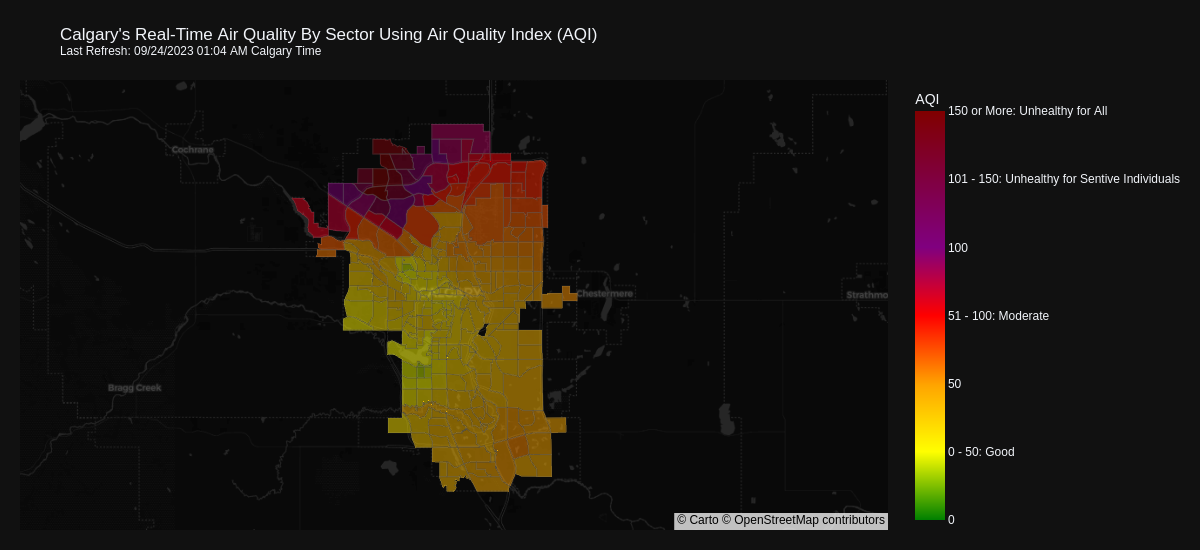 Calgary's Real-Time Air Quality By Sector Using Air Quality Index (AQI)
Last Refresh: 09/24/2023 01:04 AM Calgary Time
AQI
150 or More: Unhealthy for All
Cochrane
101 - 150: Unhealthy for Sentive Individuals
100
CALGARY
Chestermere
Strathmo
51 - 100: Moderate
Bragg Creek
50
0 - 50: Good
© Carto © OpenStreetMap contributors
0